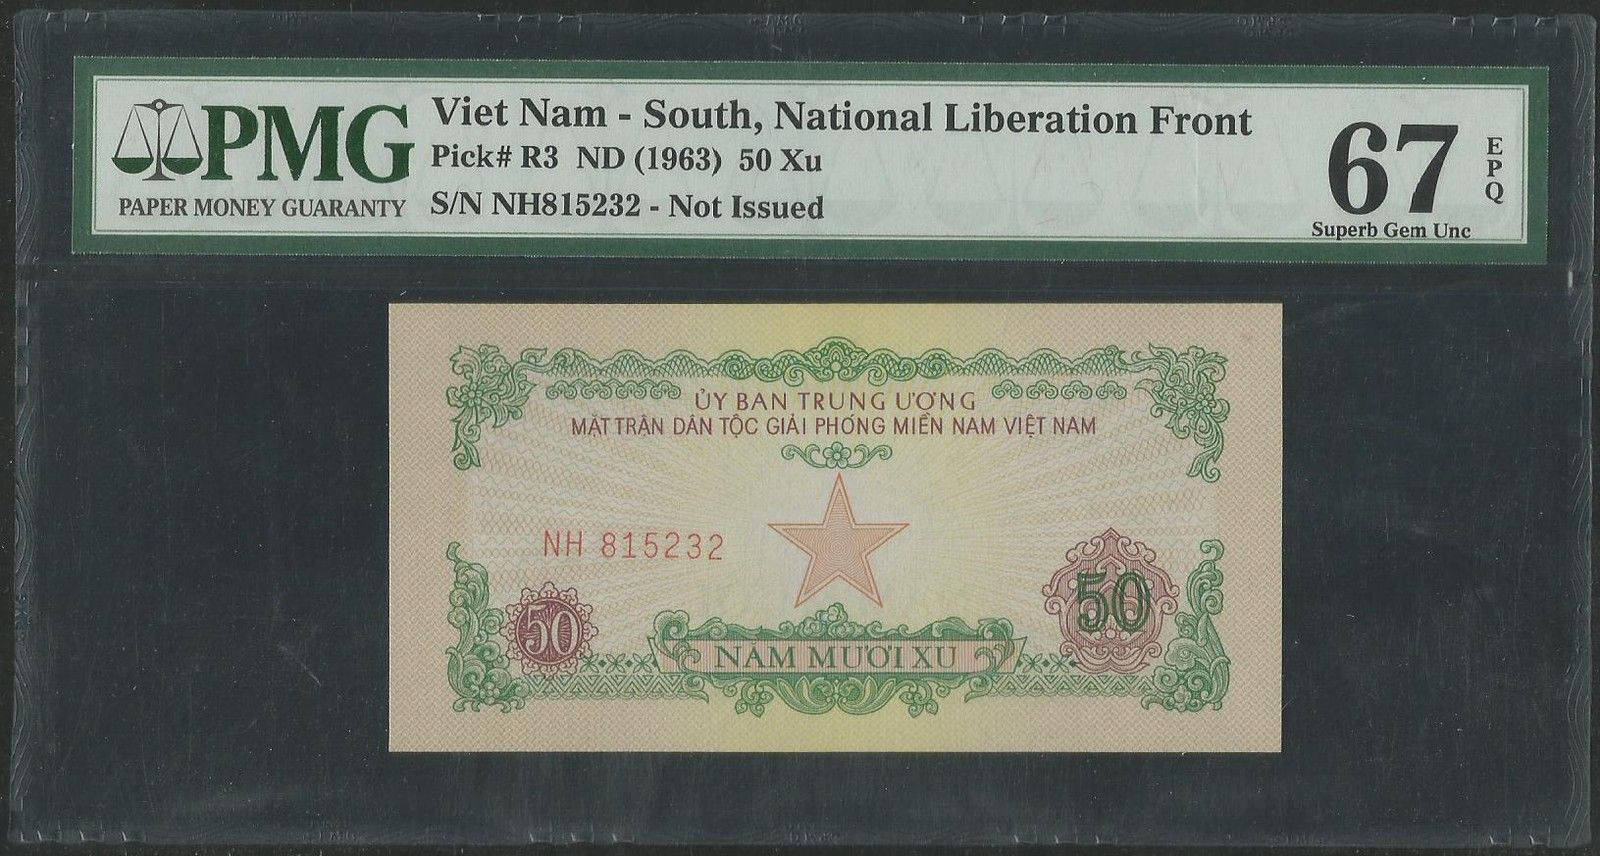 PMG
PAPER MONEY GUARANTY
Viet Nam - South, National Liberation Front
Pick# R3 ND (1963) 50 Xu
S/N NH815232 - Not Issued
67
EPQ
Superb Gem Unc
ỦY BAN TRUNG ƯƠNG
MẶT TRẬN DÂN TỘC GIẢI PHÓNG MIỀN NAM VIỆT NAM
NH 815232
50
50
NĂM MƯƠI XU